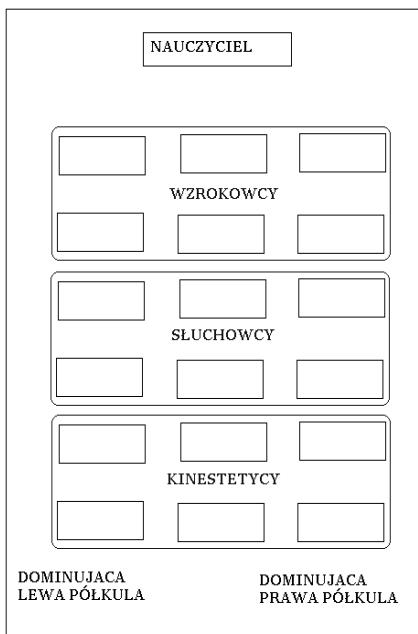 NAUCZYCIEL
WZROKOWCY
SŁUCHOWCY
KINESTETYCY
DOMINUJACA
LEWA PÓŁKULA
DOMINUJACA
PRAWA PÓŁKULA